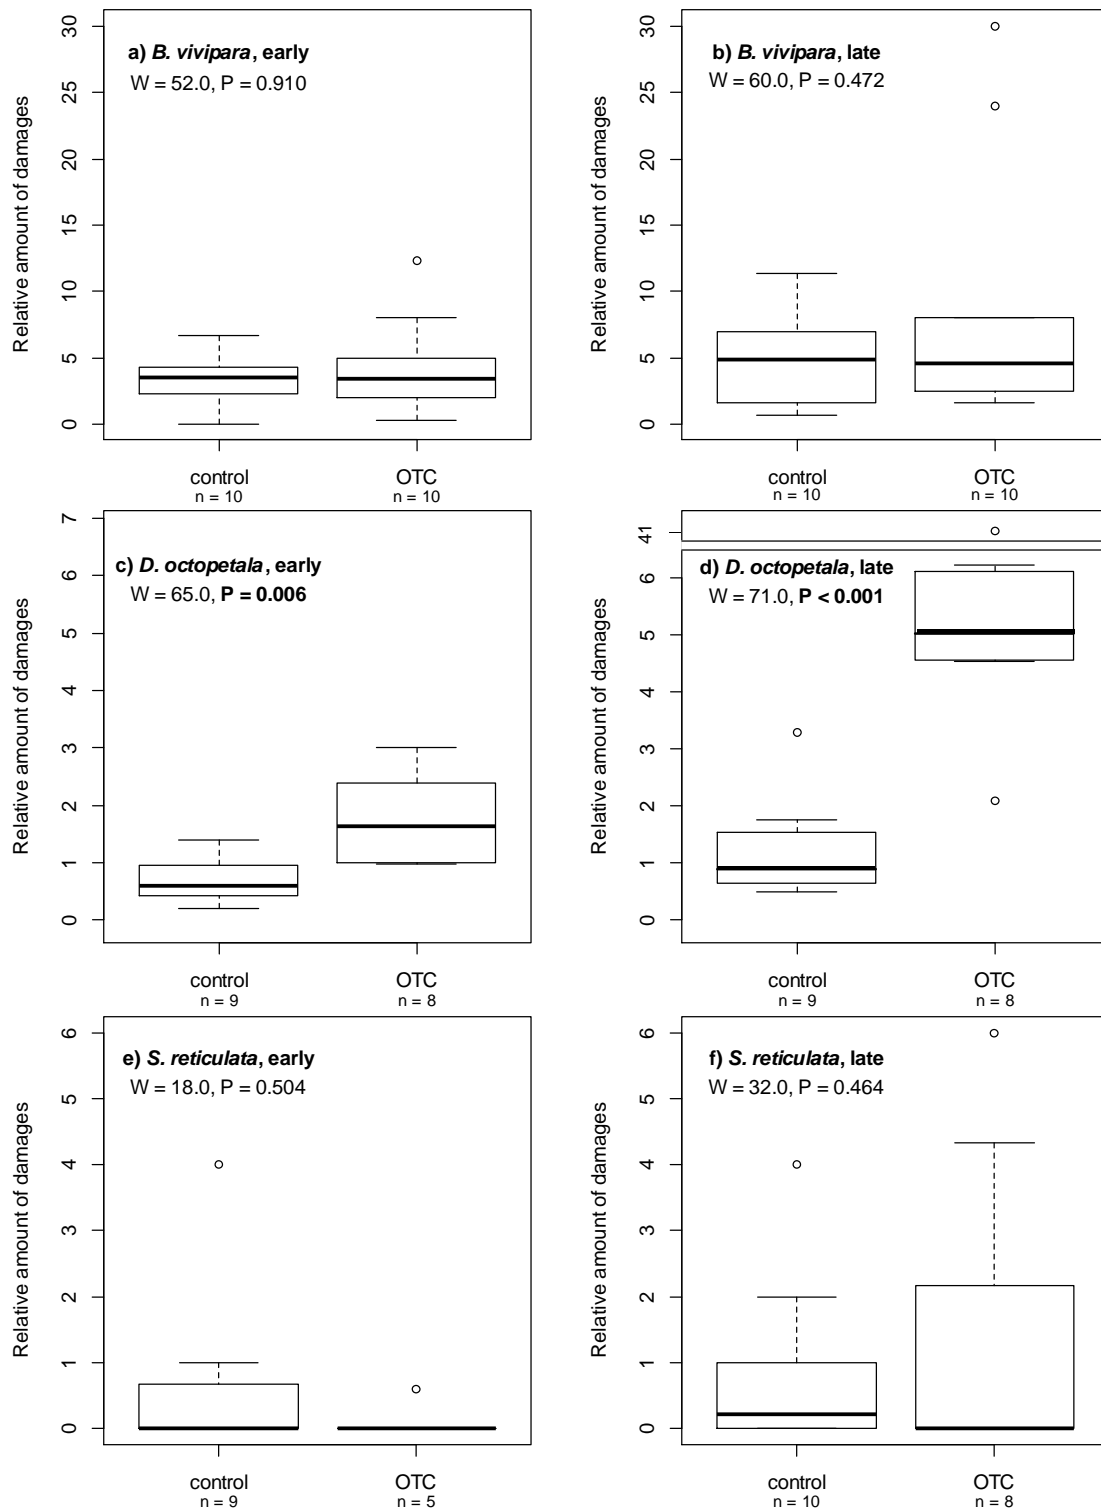 a) B. vivipara, early
W = 52.0, P = 0.910
Relative amount of damages
30
25
20
15
10
5
0
control
n = 10
OTC
n = 10
b) B. vivipara, late
W = 60.0, P = 0.472
Relative amount of damages
30
25
20
15
10
5
0
control
n = 10
OTC
n = 10
c) D. octopetala, early
W = 65.0, P = 0.006
Relative amount of damages
7
6
5
4
3
2
1
0
control
n = 9
OTC
n = 8
d) D. octopetala, late
W = 71.0, P < 0.001
Relative amount of damages
41
6
5
4
3
2
1
0
control
n = 9
OTC
n = 8
e) S. reticulata, early
W = 18.0, P = 0.504
Relative amount of damages
6
5
4
3
2
1
0
control
n = 9
OTC
n = 5
f) S. reticulata, late
W = 32.0, P = 0.464
Relative amount of damages
6
5
4
3
2
1
0
control
n = 10
OTC
n = 8